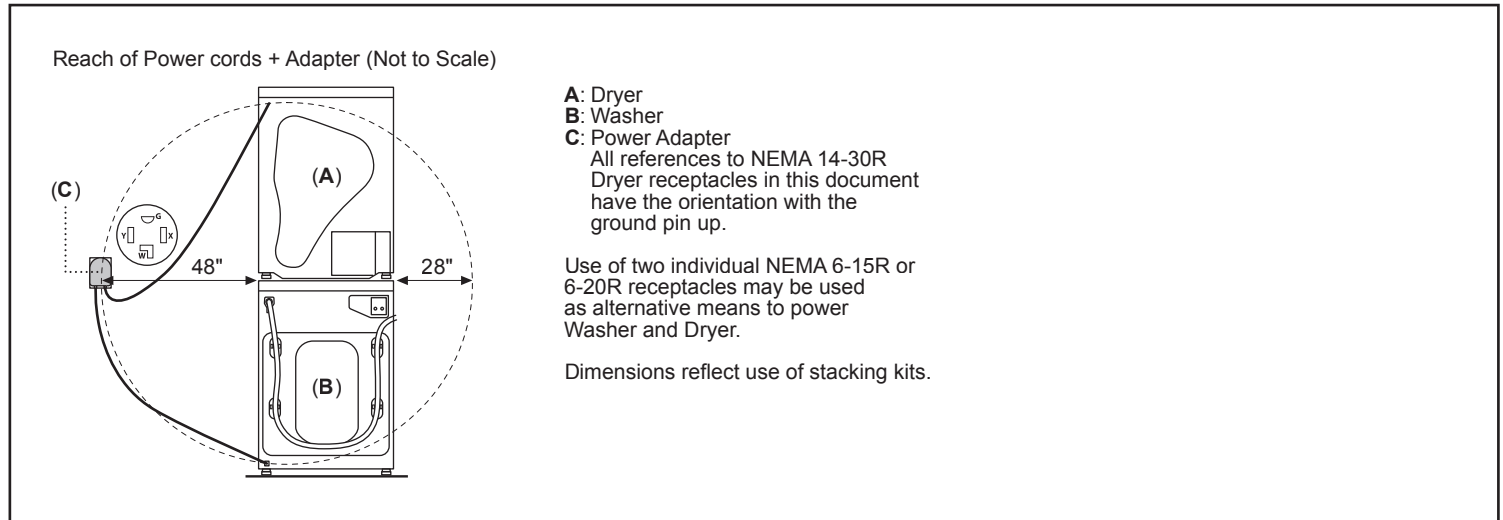 Reach of Power cords + Adapter (Not to Scale)
(C)
G
Y
X
W
48"
28"
(A)
(B)
A: Dryer
B: Washer
C: Power Adapter
All references to NEMA 14-30R
Dryer receptacles in this document
have the orientation with the
ground pin up.
Use of two individual NEMA 6-15R or
6-20R receptacles may be used
as alternative means to power
Washer and Dryer.
Dimensions reflect use of stacking kits.